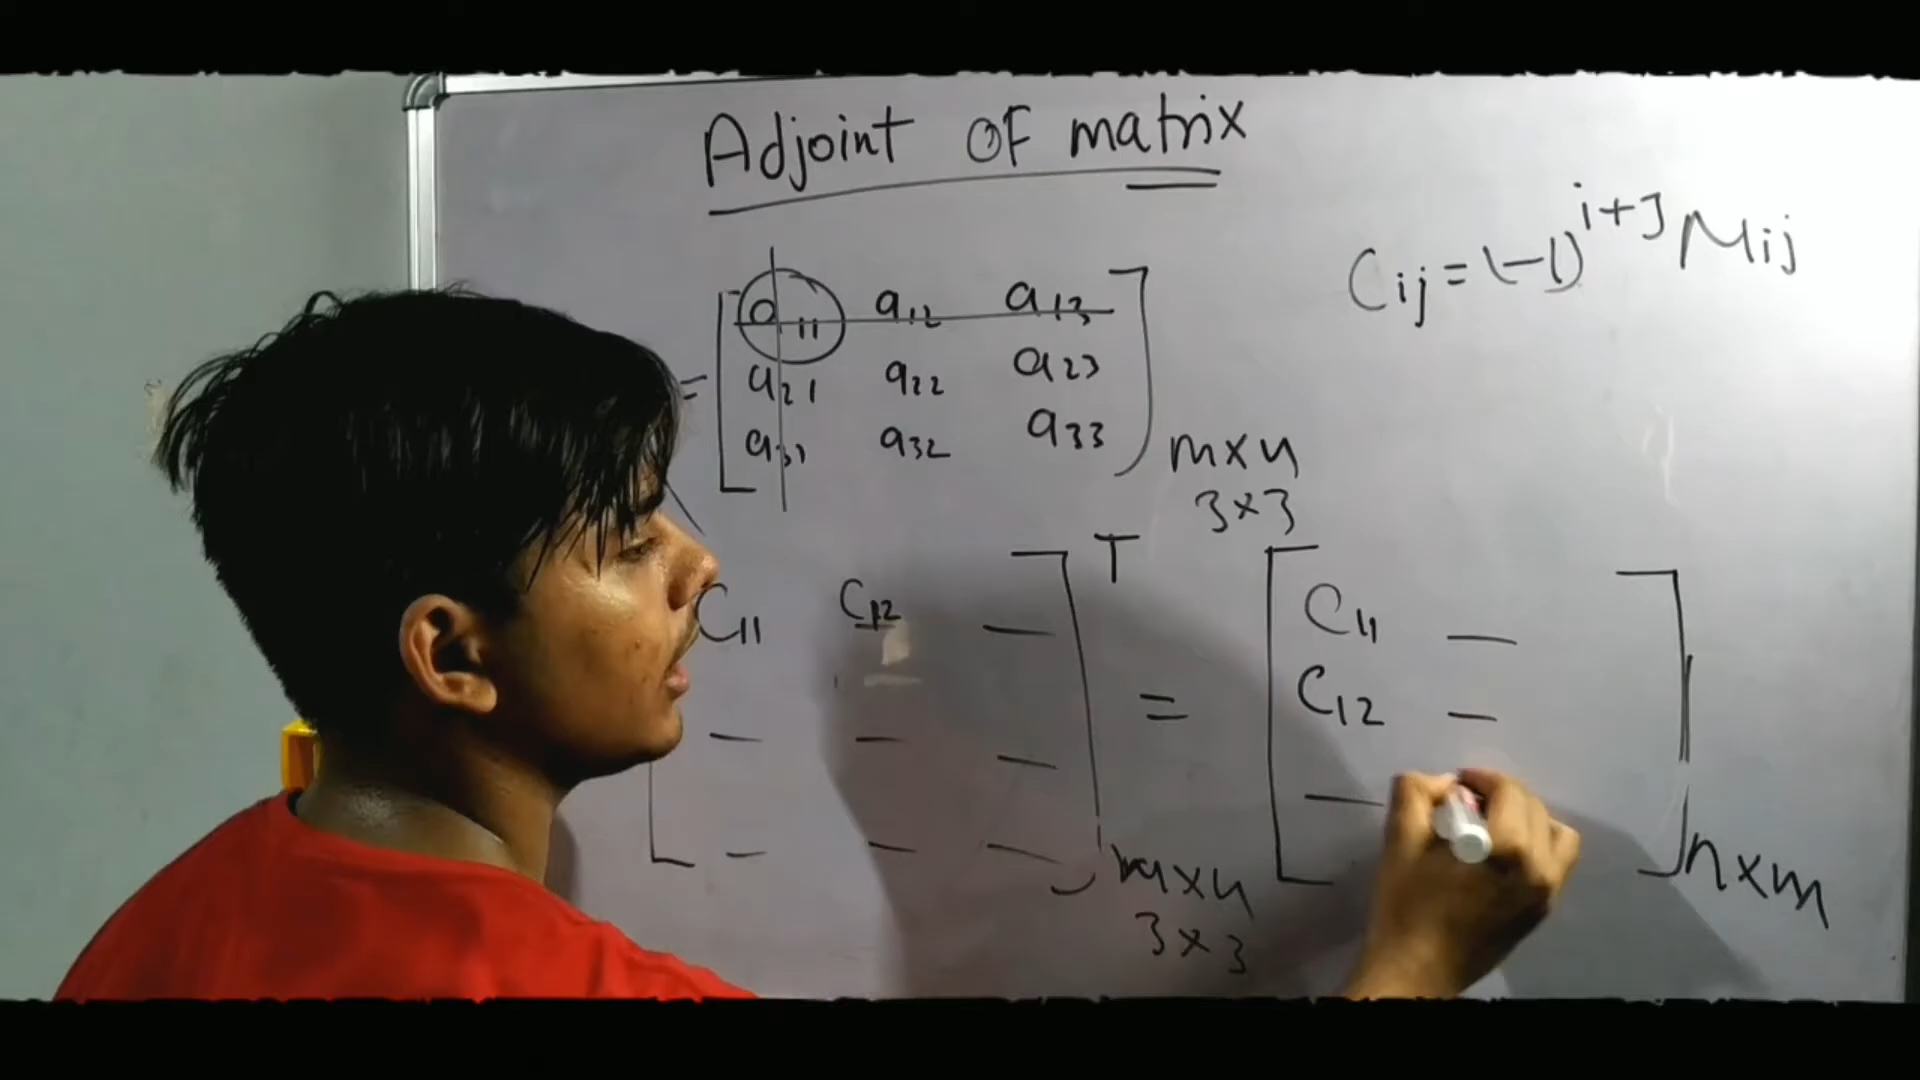 Adjoint OF matrix
Cij = (-1)^i+J Mij
= [ a11 a12 a13
a21 a22 a23
a31 a32 a33 ] m×n
3×3
[ C11 C12 —
— — —
— — — ]T m×n
3×3
= [ C11 —
C12 —
— ] n×m